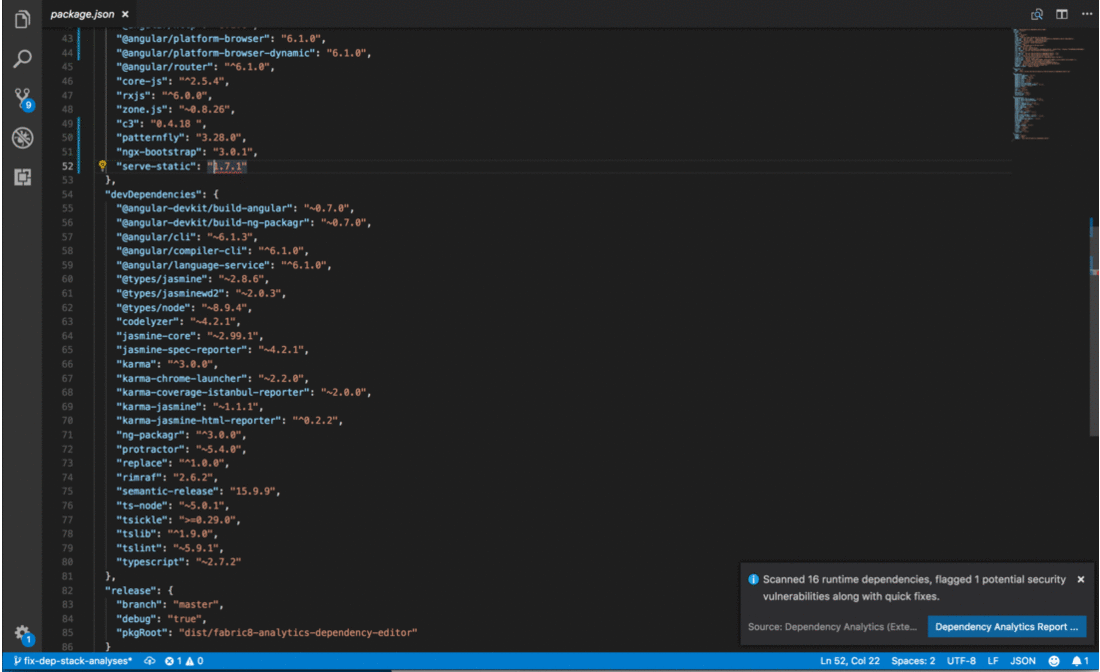 package.json ×
43 "@angular/platform-browser": "6.1.0",
44 "@angular/platform-browser-dynamic": "6.1.0",
45 "@angular/router": "^6.1.0",
46 "core-js": "^2.5.4",
47 "rxjs": "^6.0.0",
48 "zone.js": "~0.8.26",
49 "c3": "0.4.18 ",
50 "patternfly": "3.28.0",
51 "ngx-bootstrap": "3.0.1",
52 "serve-static": "1.7.1"
53 },
54 "devDependencies": {
55 "@angular-devkit/build-angular": "~0.7.0",
56 "@angular-devkit/build-ng-packagr": "~0.7.0",
57 "@angular/cli": "~6.1.3",
58 "@angular/compiler-cli": "^6.1.0",
59 "@angular/language-service": "^6.1.0",
60 "@types/jasmine": "~2.8.6",
61 "@types/jasminewd2": "~2.0.3",
62 "@types/node": "~8.9.4",
63 "codelyzer": "~4.2.1",
64 "jasmine-core": "~2.99.1",
65 "jasmine-spec-reporter": "~4.2.1",
66 "karma": "^3.0.0",
67 "karma-chrome-launcher": "~2.2.0",
68 "karma-coverage-istanbul-reporter": "~2.0.0",
69 "karma-jasmine": "~1.1.1",
70 "karma-jasmine-html-reporter": "^0.2.2",
71 "ng-packagr": "^3.0.0",
72 "protractor": "~5.4.0",
73 "replace": "^1.0.0",
74 "rimraf": "2.6.2",
75 "semantic-release": "15.9.9",
76 "ts-node": "~5.0.1",
77 "tsickle": ">=0.29.0",
78 "tslib": "^1.9.0",
79 "tslint": "~5.9.1",
80 "typescript": "~2.7.2"
81 },
82 "release": {
83 "branch": "master",
84 "debug": "true",
85 "pkgRoot": "dist/fabric8-analytics-dependency-editor"
86 }
9
1
Scanned 16 runtime dependencies, flagged 1 potential security
vulnerabilities along with quick fixes.
Source: Dependency Analytics (Exte... Dependency Analytics Report ...
fix-dep-stack-analyses* 1 0 Ln 52, Col 22 Spaces: 2 UTF-8 LF JSON 1